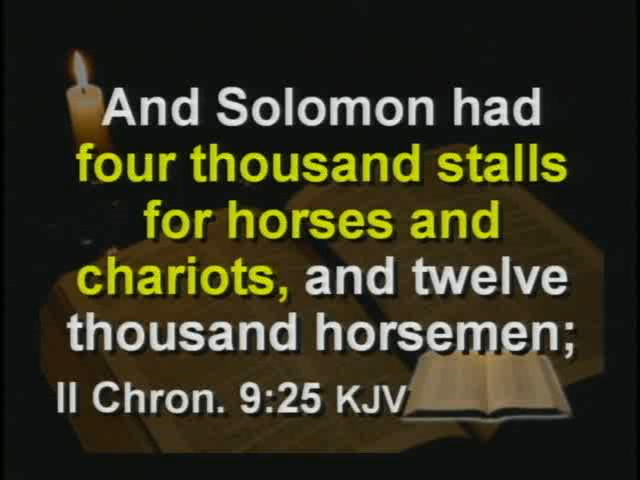 And Solomon had
four thousand stalls
for horses and
chariots, and twelve
thousand horsemen;
II Chron. 9:25 KJV